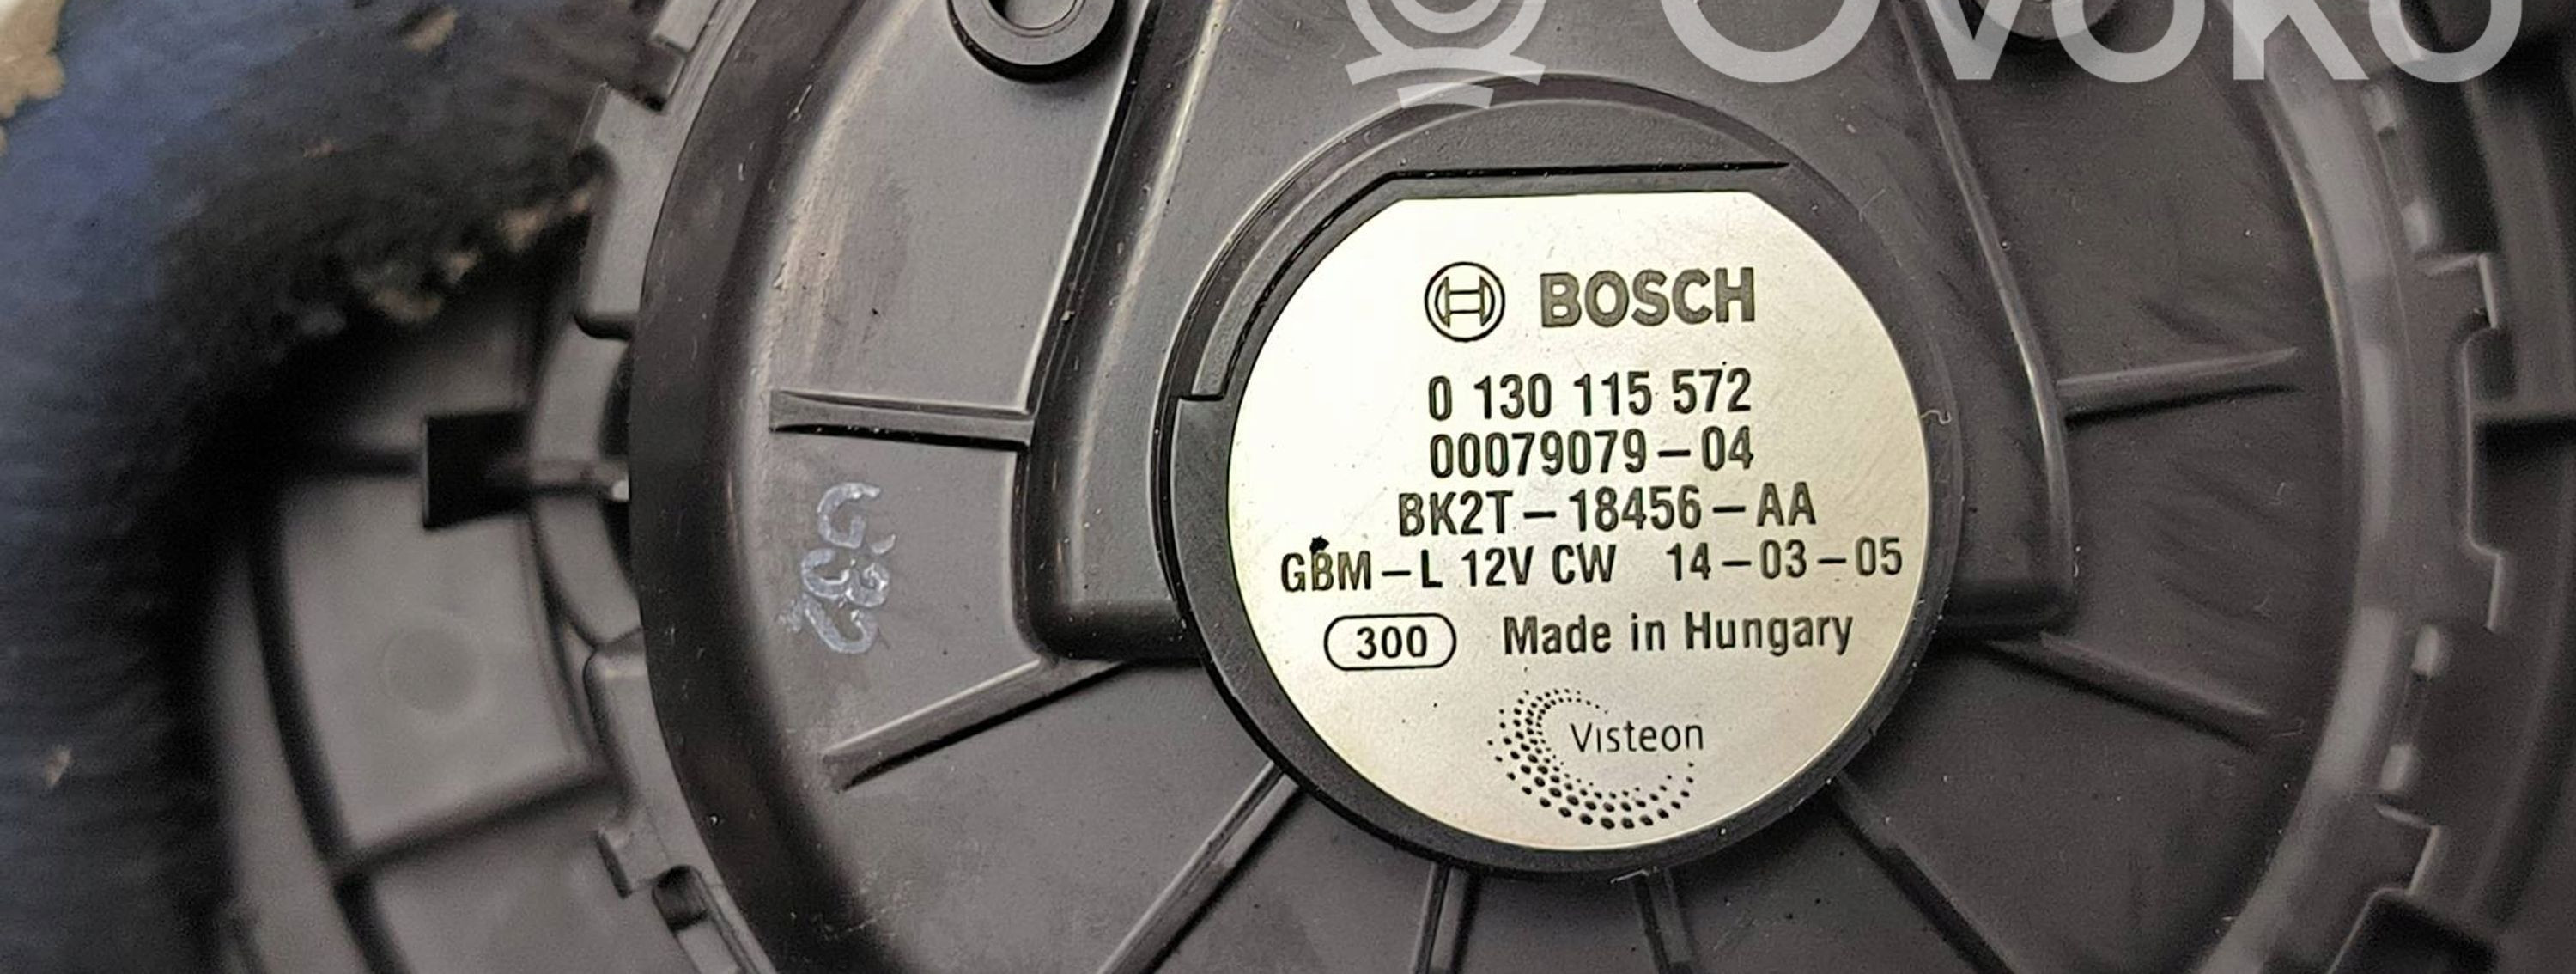 OVOKO
BOSCH
0 130 115 572
00079079-04
BK2T-18456-AA
GBM-L 12V CW 14-03-05
300 Made in Hungary
Visteon